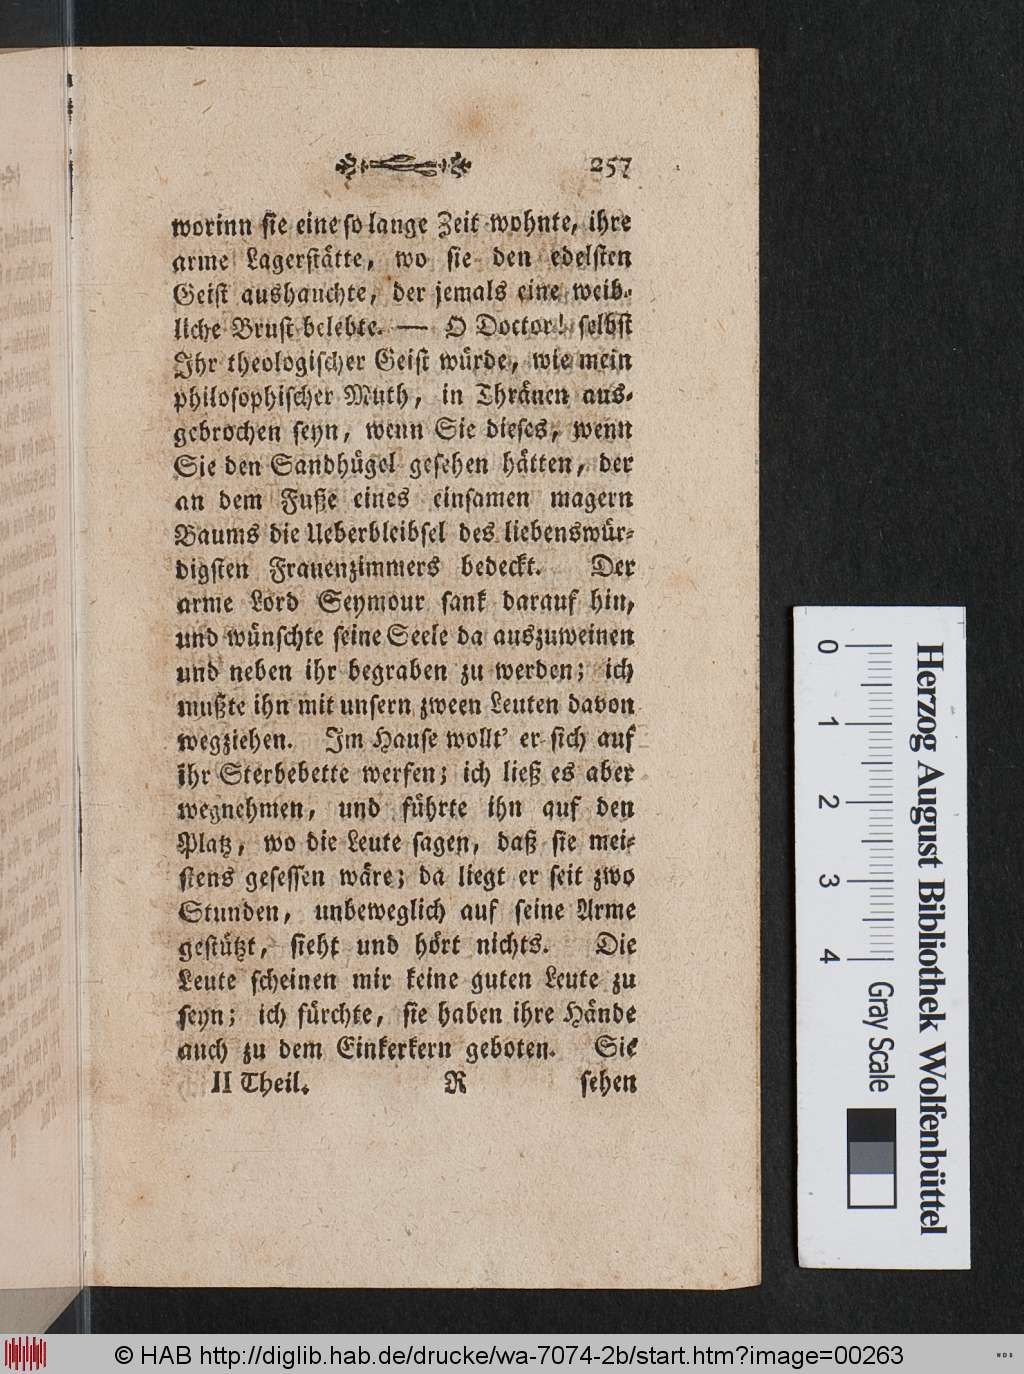 257
worinn sie eine so lange Zeit wohnte, ihre
arme Lagerstätte, wo sie den edelsten
Geist aushauchte, der jemals eine weib-
liche Brust belebte. — O Doctor! selbst
Ihr theologischer Geist würde, wie mein
philosophischer Muth, in Thränen aus-
gebrochen seyn, wenn Sie dieses, wenn
Sie den Sandhügel gesehen hätten, der
an dem Fuße eines einsamen magern
Baums die Ueberbleibsel des liebenswür-
digsten Frauenzimmers bedeckt. Der
arme Lord Seymour sank darauf hin,
und wünschte seine Seele da auszuweinen
und neben ihr begraben zu werden; ich
mußte ihn mit unsern zween Leuten davon
wegziehen. Im Hause wollt' er sich auf
ihr Sterbebette werfen; ich ließ es aber
wegnehmen, und führte ihn auf den
Platz, wo die Leute sagen, daß sie mei-
stens gesessen wäre; da liegt er seit zwo
Stunden, unbeweglich auf seine Arme
gestützt, sieht und hört nichts. Die
Leute scheinen mir keine guten Leute zu
seyn; ich fürchte, sie haben ihre Hände
auch zu dem Einkerkern geboten. Sie
II Theil. R sehen
0 1 2 3 4 Gray Scale
Herzog August Bibliothek Wolfenbüttel
© HAB http://diglib.hab.de/drucke/wa-7074-2b/start.htm?image=00263
WDB